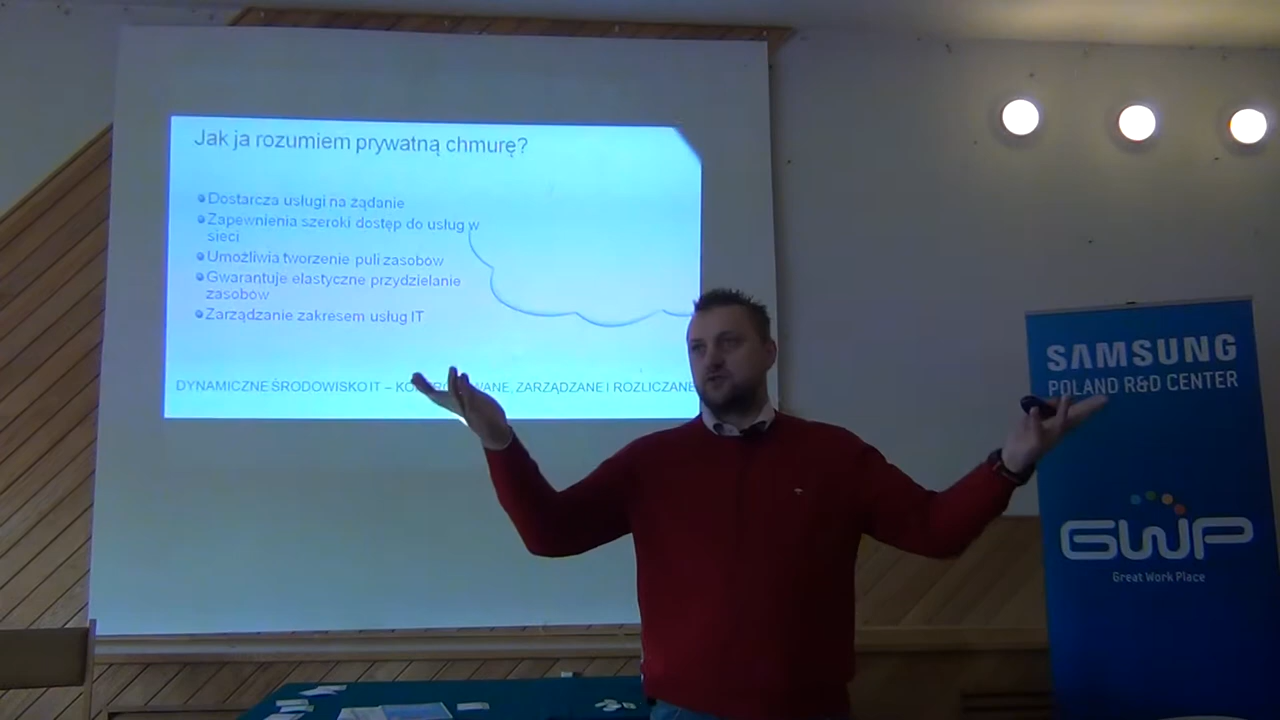 Jak ja rozumiem prywatną chmurę?
Dostarcza usługi na żądanie
Zapewnienia szeroki dostęp do usług w
sieci
Umożliwia tworzenie puli zasobów
Gwarantuje elastyczne przydzielanie
zasobów
Zarządzanie zakresem usług IT
DYNAMICZNE ŚRODOWISKO IT – WANE, ZARZĄDZANE I ROZLICZANE
SAMSUNG
POLAND R&D CENTER
GWP
Great Work Place